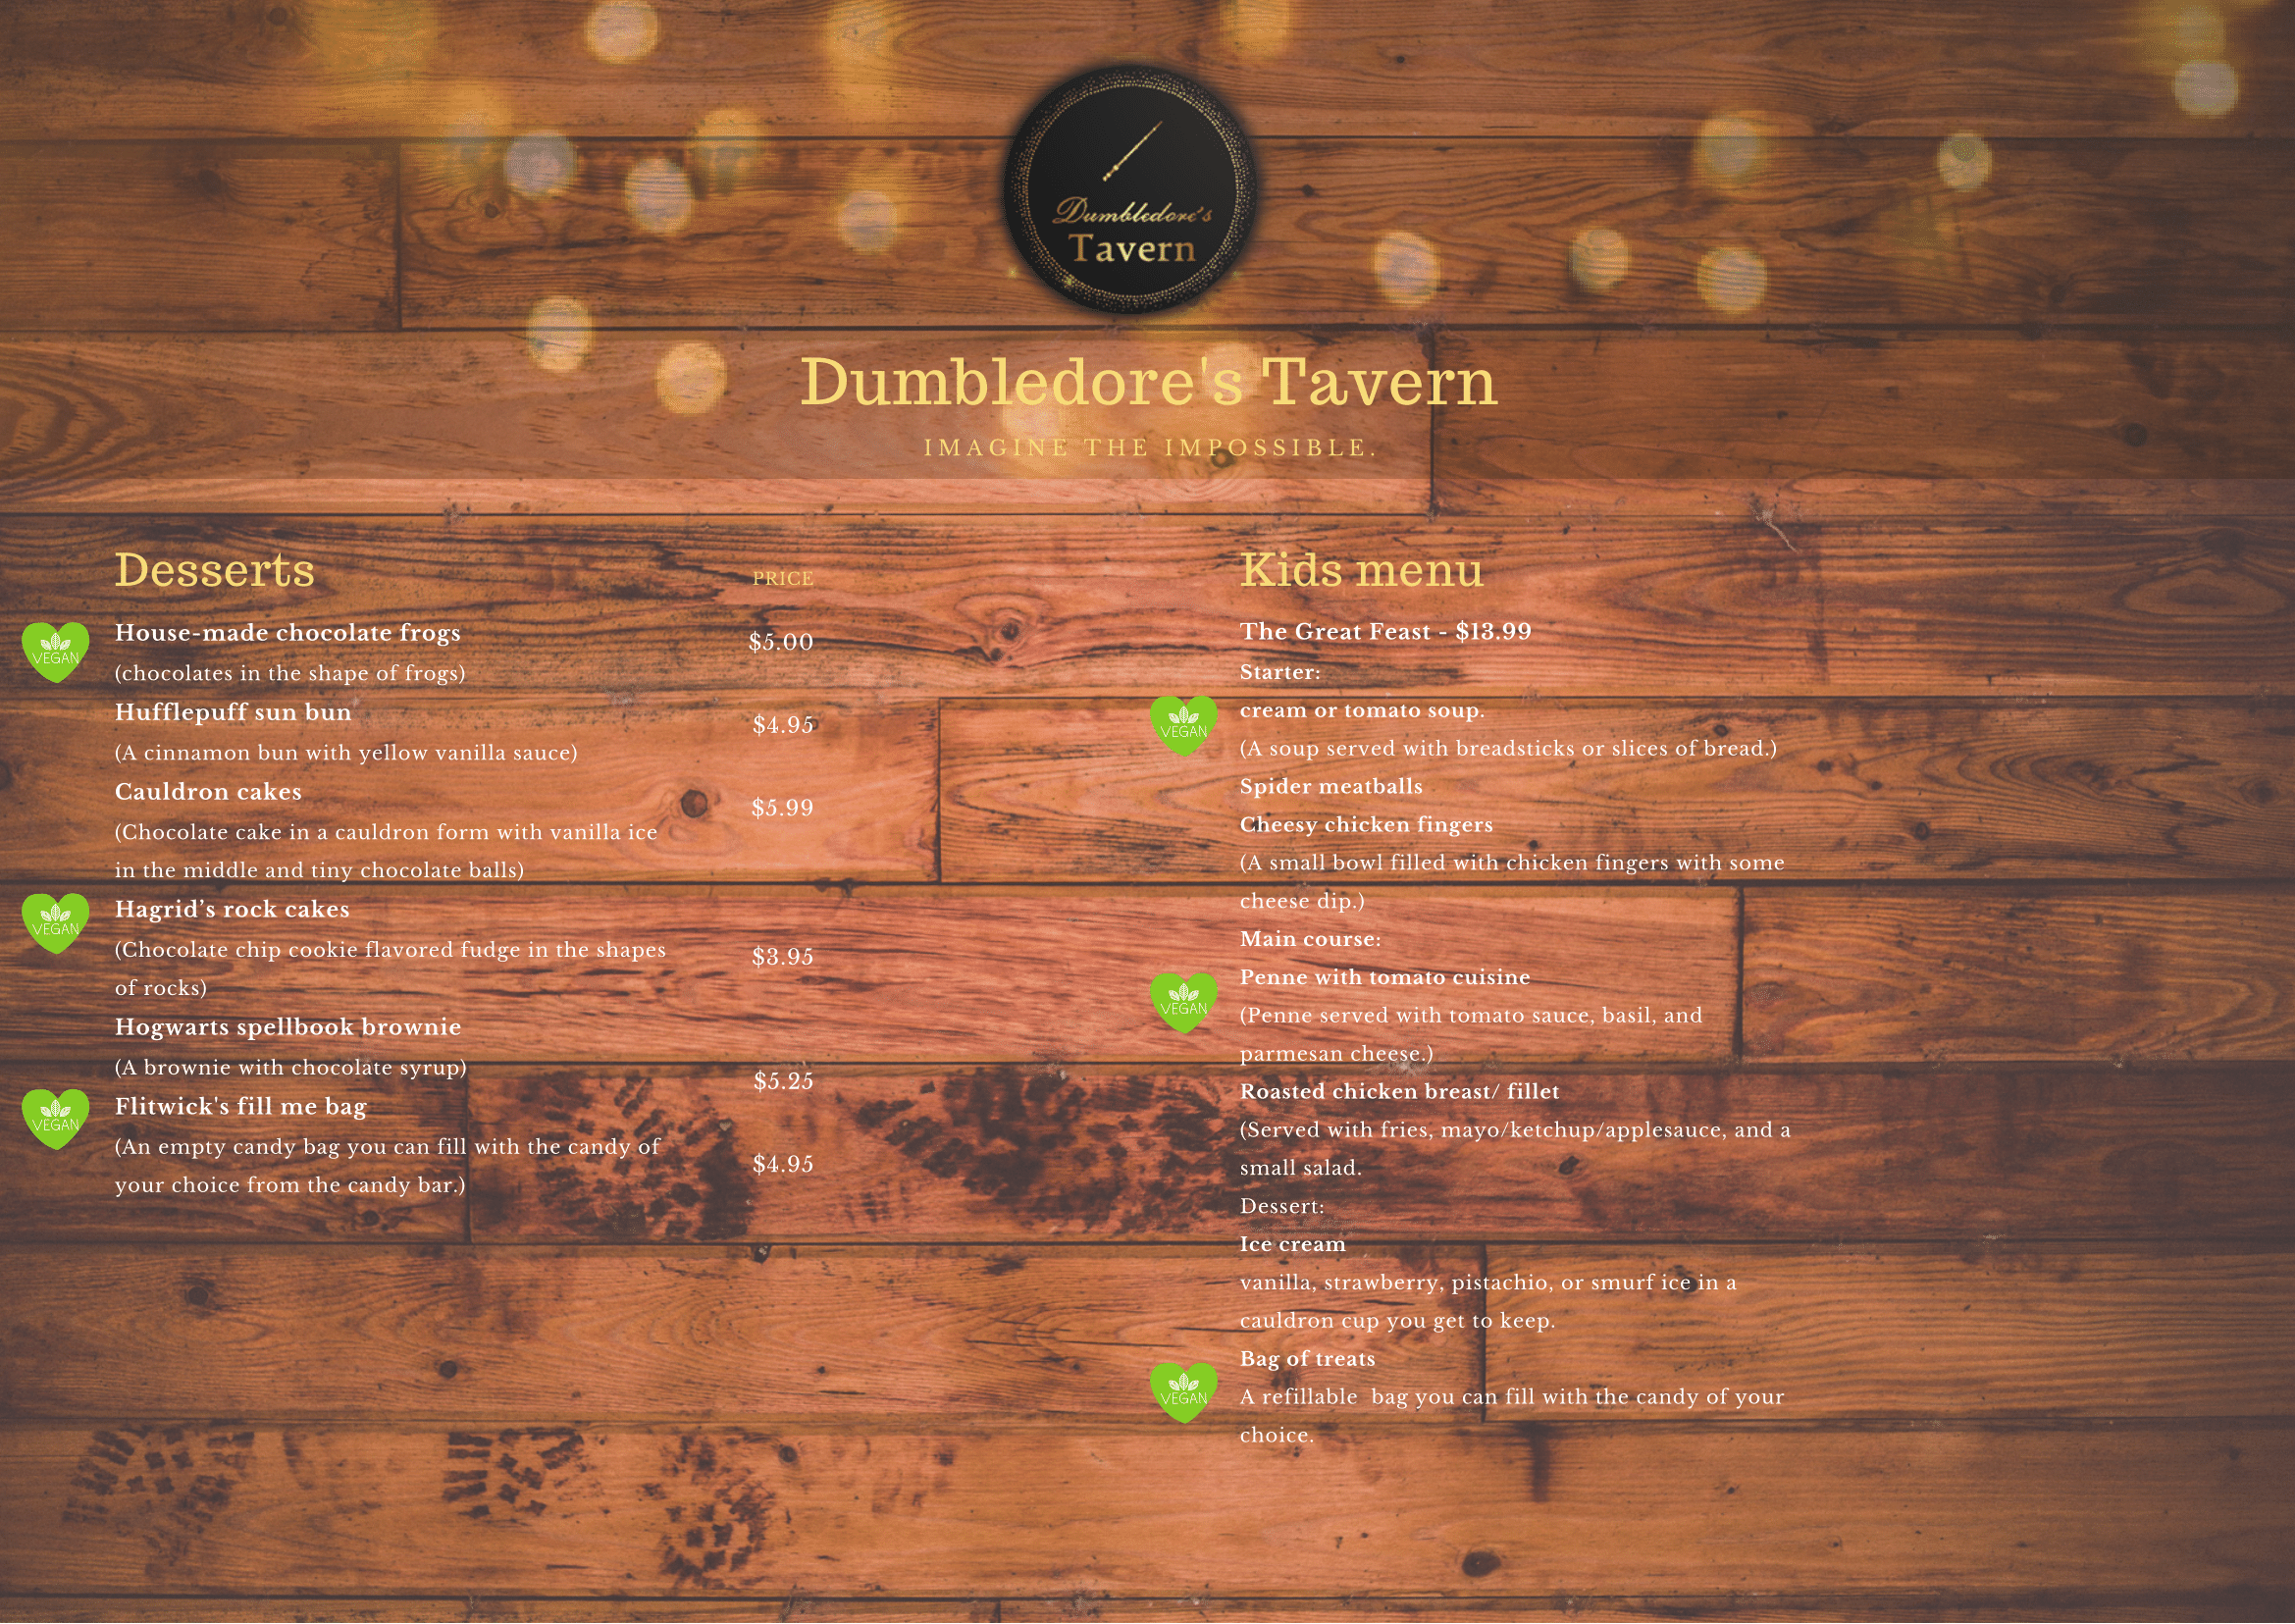 Dumbledore's
Tavern
Dumbledore's Tavern
IMAGINE THE IMPOSSIBLE.
Desserts
PRICE
VEGAN
House-made chocolate frogs
$5.00
(chocolates in the shape of frogs)
Hufflepuff sun bun
$4.95
(A cinnamon bun with yellow vanilla sauce)
Cauldron cakes
$5.99
(Chocolate cake in a cauldron form with vanilla ice
in the middle and tiny chocolate balls)
VEGAN
Hagrid’s rock cakes
(Chocolate chip cookie flavored fudge in the shapes
$3.95
of rocks)
Hogwarts spellbook brownie
(A brownie with chocolate syrup)
$5.25
VEGAN
Flitwick's fill me bag
(An empty candy bag you can fill with the candy of
$4.95
your choice from the candy bar.)
Kids menu
The Great Feast - $13.99
Starter:
VEGAN
cream or tomato soup.
(A soup served with breadsticks or slices of bread.)
Spider meatballs
Cheesy chicken fingers
(A small bowl filled with chicken fingers with some
cheese dip.)
Main course:
VEGAN
Penne with tomato cuisine
(Penne served with tomato sauce, basil, and
parmesan cheese.)
Roasted chicken breast/ fillet
(Served with fries, mayo/ketchup/applesauce, and a
small salad.
Dessert:
Ice cream
vanilla, strawberry, pistachio, or smurf ice in a
cauldron cup you get to keep.
Bag of treats
VEGAN
A refillable  bag you can fill with the candy of your
choice.